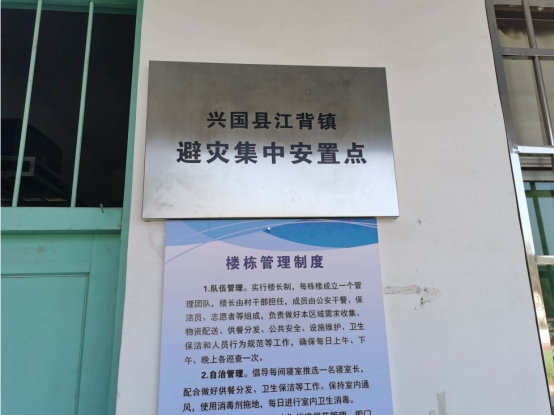 兴国县江背镇
避灾集中安置点
楼栋管理制度
1.队伍管理。实行楼长制，每栋楼成立一个管
理团队，楼长由村干部担任，成员由公安干警、保
洁员、志愿者等组成，负责做好本区域需求收集、
物资配送、供餐分发、公共安全、设施维护、卫生
保洁和人员行为规范等工作，确保每日上午、下
午、晚上各巡查一次。
2.自治管理。倡导每间寝室推选一名寝室长，
配合做好供餐分发、卫生保洁等工作。保持室内通
风，使用消毒剂拖地，每日进行室内卫生消毒。